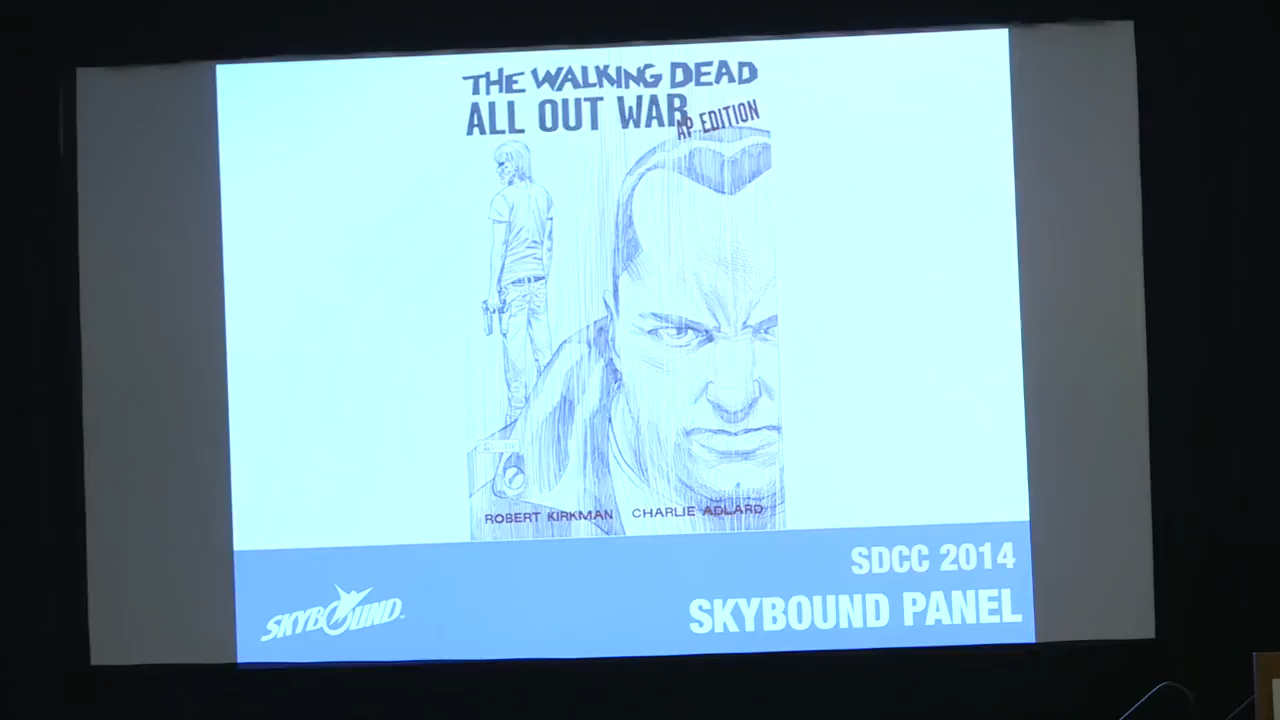 THE WALKING DEAD
ALL OUT WAR
AP EDITION
ROBERT KIRKMAN CHARLIE ADLARD
SDCC 2014
SKYBOUND PANEL
SKYBOUND